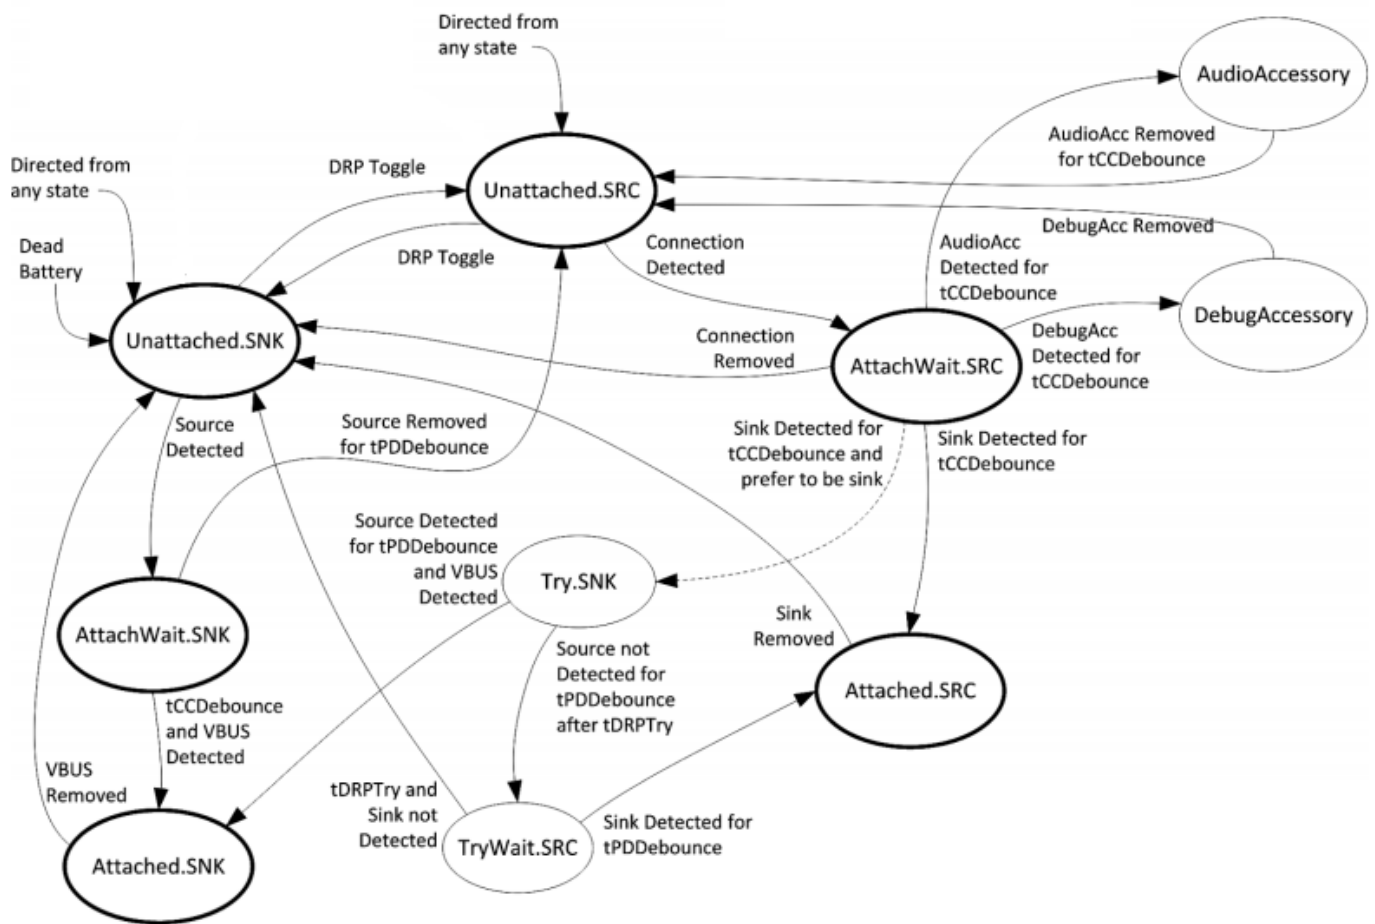 Directed from
any state
AudioAccessory
AudioAcc Removed
for tCCDebounce
DRP Toggle
Directed from
any state
Unattached.SRC
DebugAcc Removed
Dead
Battery
DRP Toggle
Connection
Detected
AudioAcc
Detected for
tCCDebounce
DebugAccessory
Unattached.SNK
Connection
Removed
AttachWait.SRC
DebugAcc
Detected for
tCCDebounce
Source
Detected
Source Removed
for tPDDebounce
Sink Detected for
tCCDebounce and
prefer to be sink
Sink Detected for
tCCDebounce
Source Detected
for tPDDebounce
and VBUS
Detected
Try.SNK
AttachWait.SNK
Sink
Removed
Source not
Detected for
tPDDebounce
after tDRPTry
Attached.SRC
tCCDebounce
and VBUS
Detected
VBUS
Removed
tDRPTry and
Sink not
Detected
TryWait.SRC
Sink Detected for
tPDDebounce
Attached.SNK